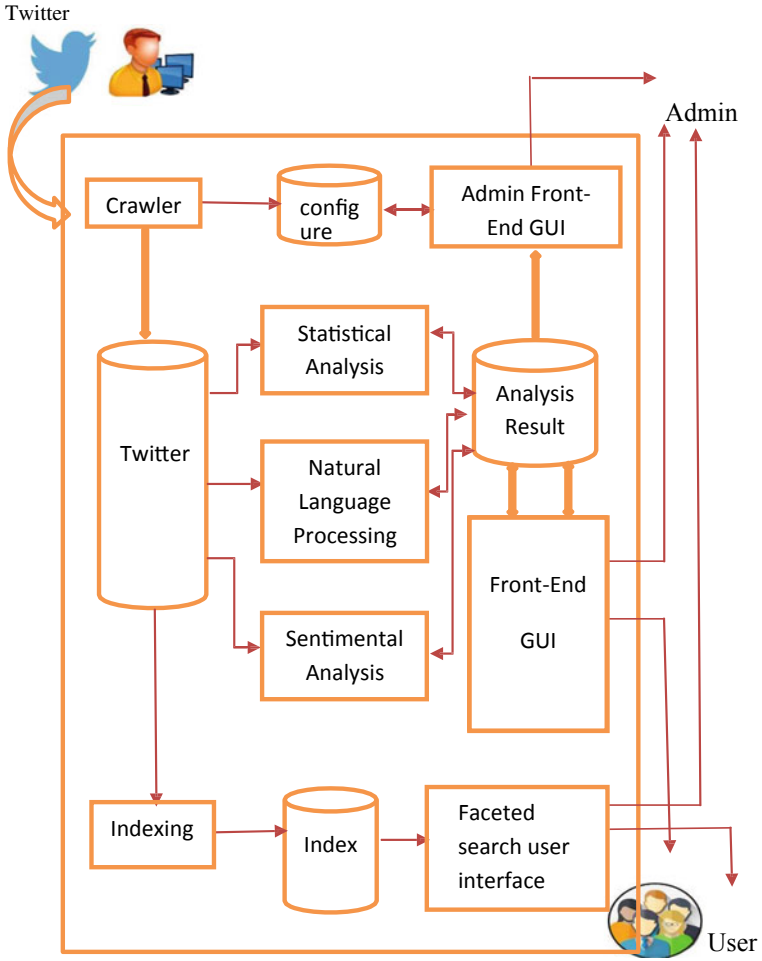 Twitter
Admin
Crawler
config
ure
Admin Front-
End GUI
Statistical
Analysis
Analysis
Result
Twitter
Natural
Language
Processing
Front-End
GUI
Sentimental
Analysis
Indexing
Index
Faceted
search user
interface
User